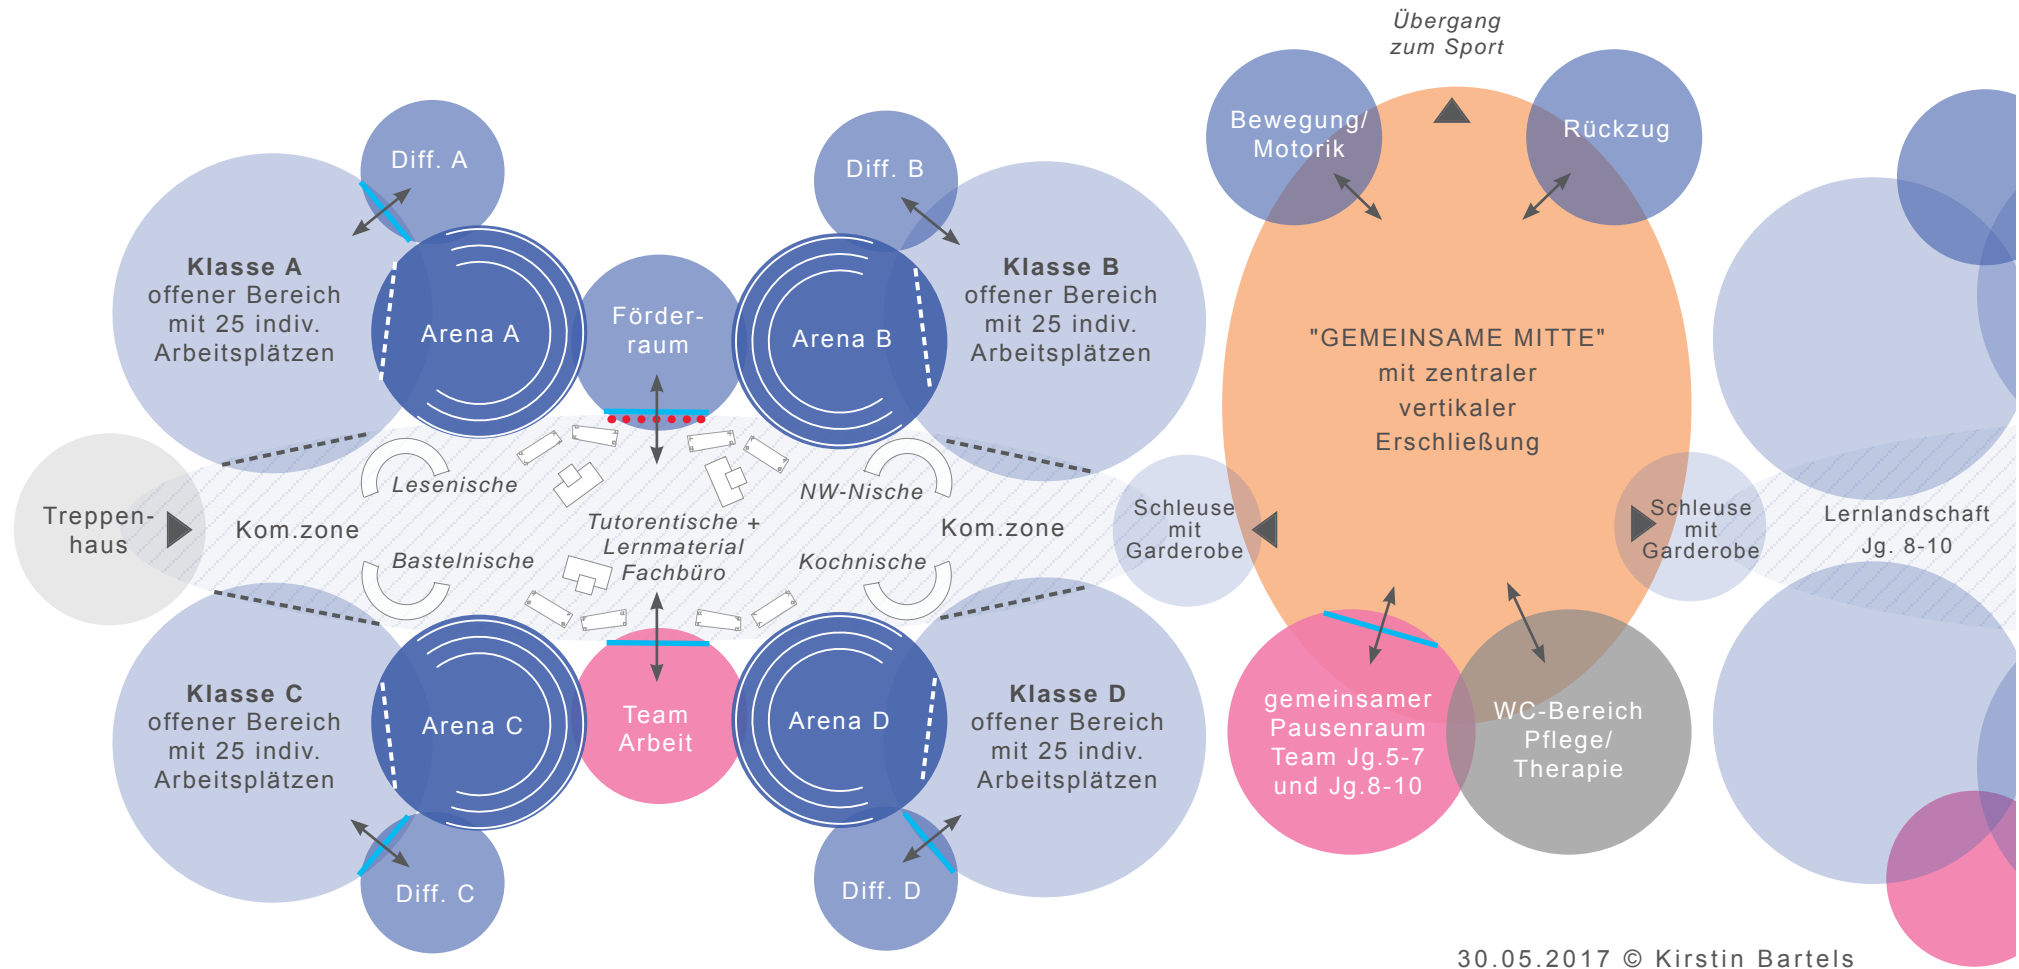 Übergang
zum Sport
Bewegung/
Motorik
Rückzug
Diff. A
Diff. B
Klasse A
offener Bereich
mit 25 indiv.
Arbeitsplätzen
Arena A
Förder-
raum
Arena B
Klasse B
offener Bereich
mit 25 indiv.
Arbeitsplätzen
"GEMEINSAME MITTE"
mit zentraler
vertikaler
Erschließung
Treppen-
haus
Kom.zone
Lesenische
Bastelnische
Tutorentische +
Lernmaterial
Fachbüro
NW-Nische
Kochnische
Kom.zone
Schleuse
mit
Garderobe
Schleuse
mit
Garderobe
Lernlandschaft
Jg. 8-10
Klasse C
offener Bereich
mit 25 indiv.
Arbeitsplätzen
Arena C
Team
Arbeit
Arena D
Klasse D
offener Bereich
mit 25 indiv.
Arbeitsplätzen
gemeinsamer
Pausenraum
Team Jg.5-7
und Jg.8-10
WC-Bereich
Pflege/
Therapie
Diff. C
Diff. D
30.05.2017 © Kirstin Bartels